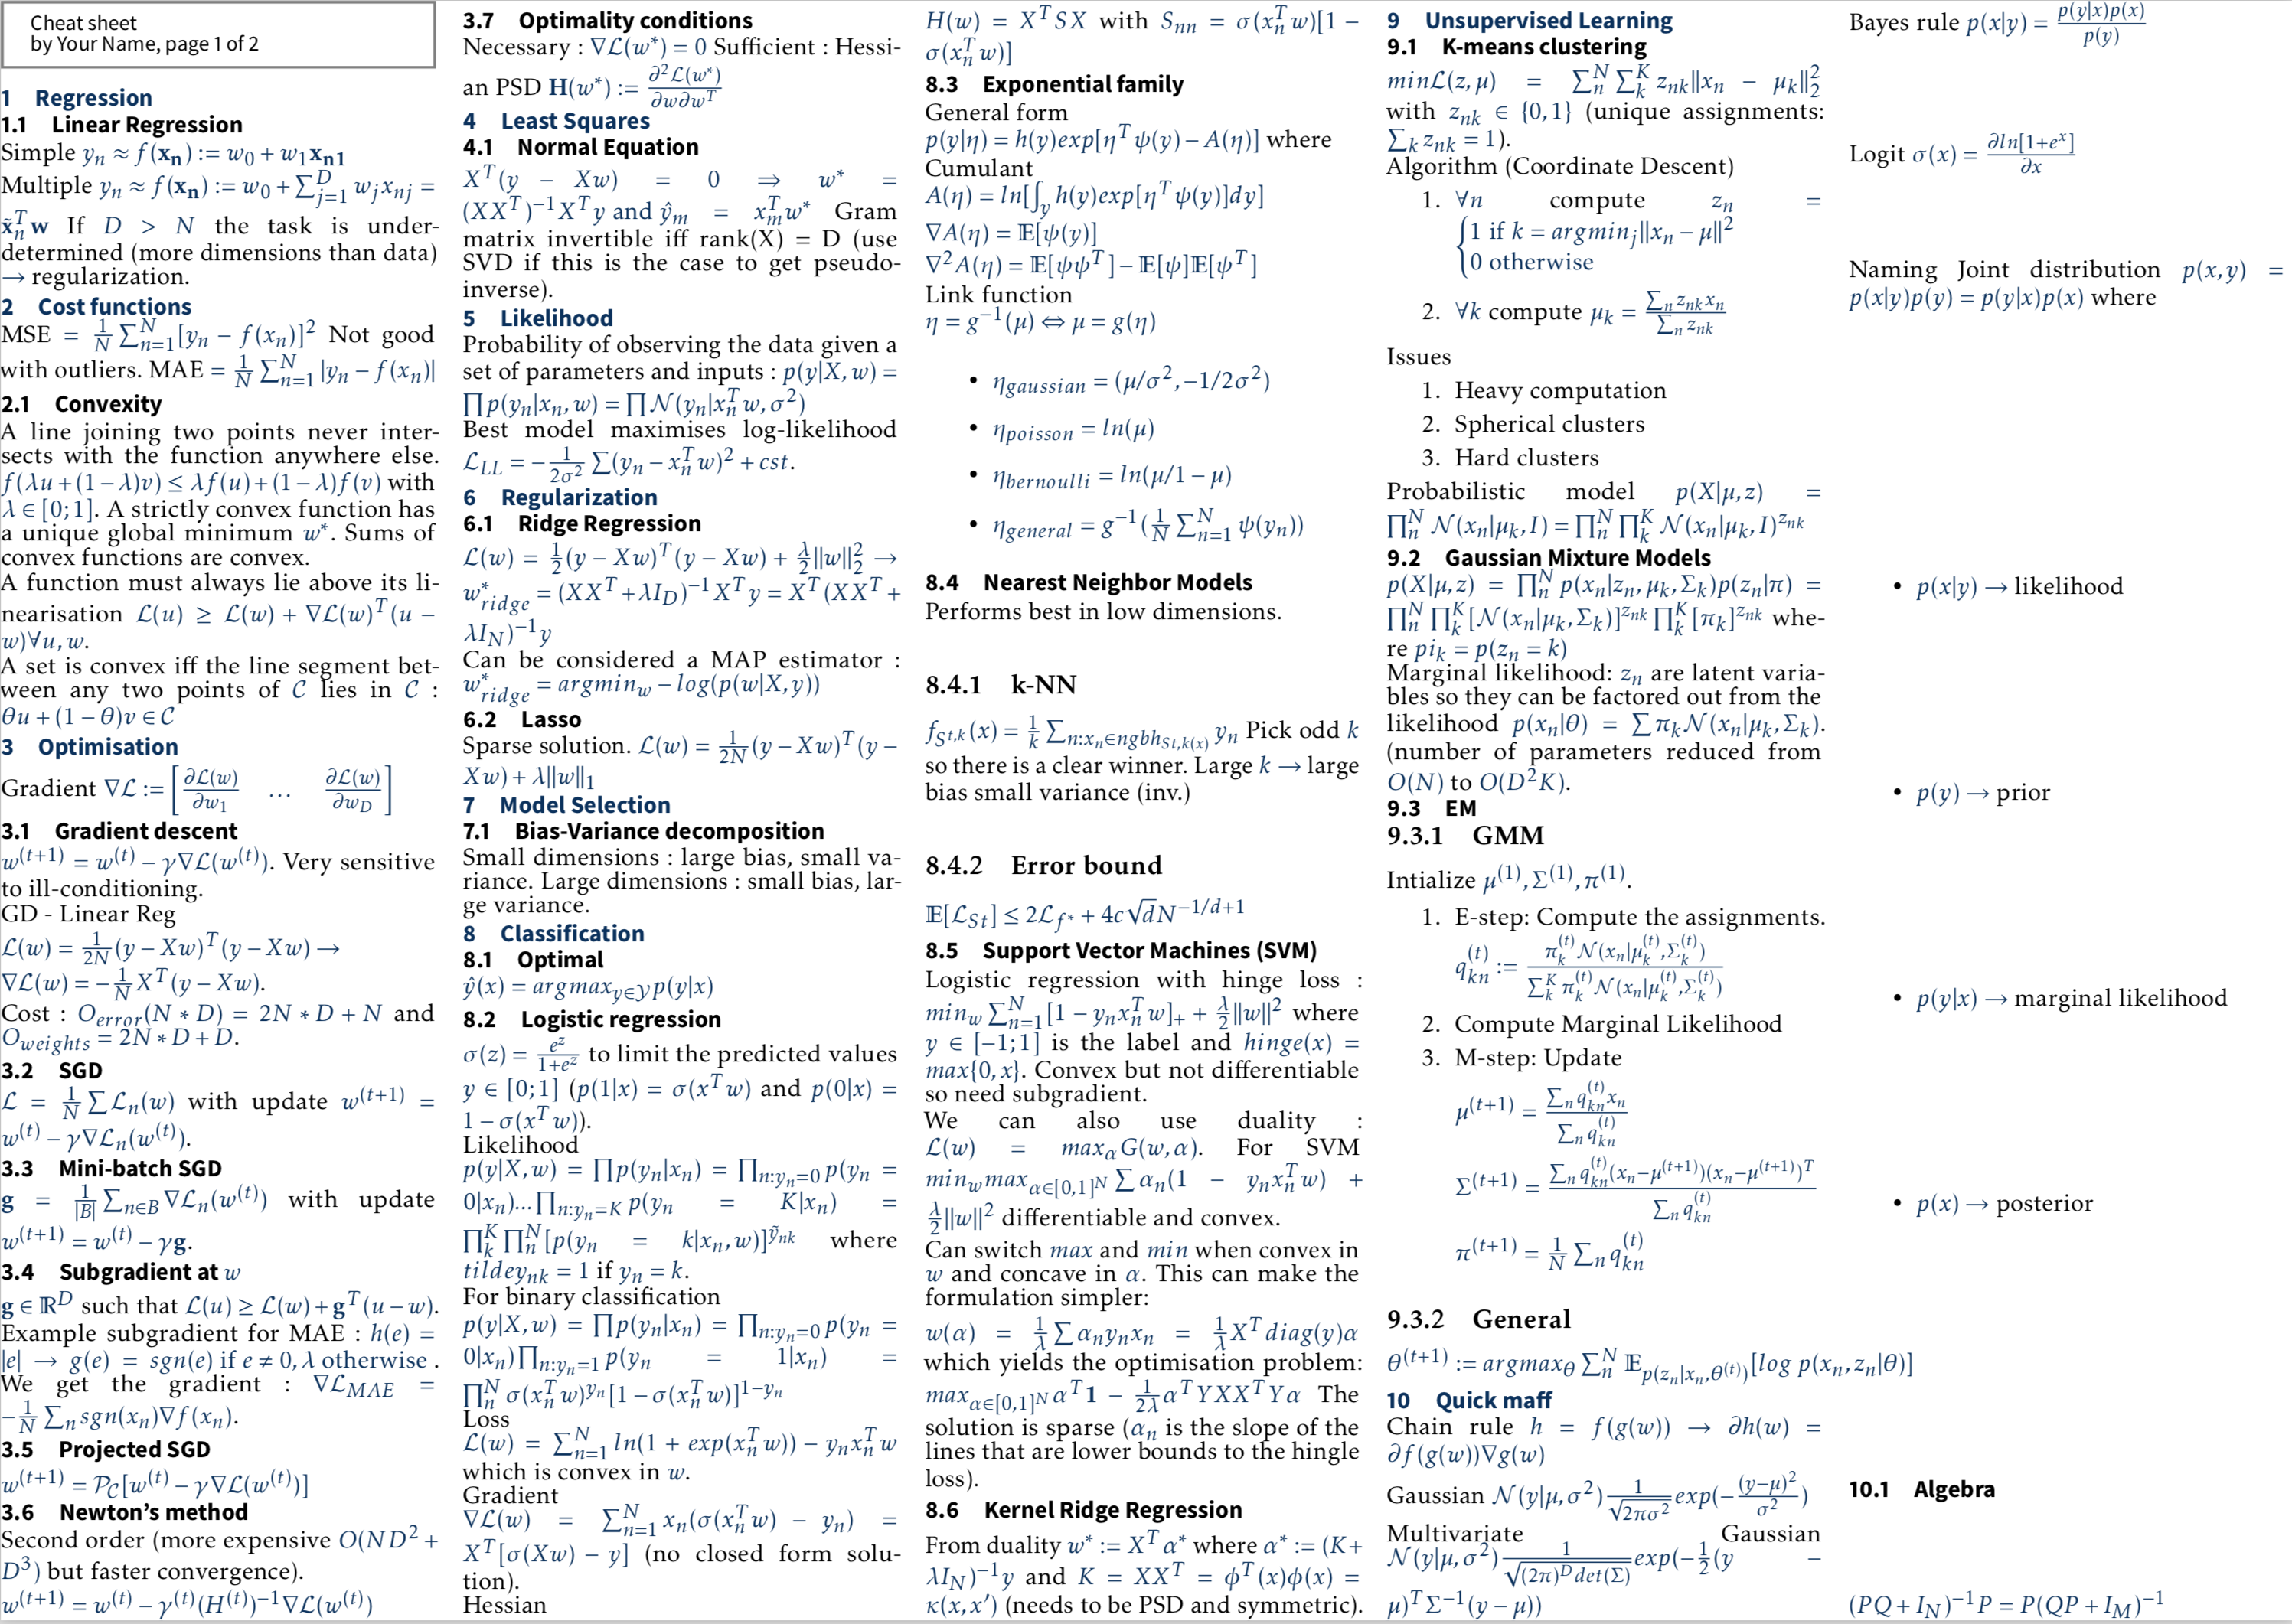 Cheat sheet
by Your Name, page 1 of 2
1 Regression
1.1 Linear Regression
Simple $y_n \approx f(\mathbf{x_n}) := w_0 + w_1\mathbf{x_{n1}}$
Multiple $y_n \approx f(\mathbf{x_n}) := w_0 + \sum_{j=1}^{D} w_j x_{nj} =$
$\tilde{\mathbf{x}}_n^T\mathbf{w}$ If $D > N$ the task is under-
determined (more dimensions than data)
→ regularization.
2 Cost functions
MSE $= \frac{1}{N}\sum_{n=1}^{N}[y_n - f(x_n)]^2$ Not good
with outliers. MAE $= \frac{1}{N}\sum_{n=1}^{N}|y_n - f(x_n)|$
2.1 Convexity
A line joining two points never inter-
sects with the function anywhere else.
$f(\lambda u + (1-\lambda)v) \leq \lambda f(u) + (1-\lambda)f(v)$ with
$\lambda \in [0;1]$. A strictly convex function has
a unique global minimum $w^*$. Sums of
convex functions are convex.
A function must always lie above its li-
nearisation $\mathcal{L}(u) \geq \mathcal{L}(w) + \nabla\mathcal{L}(w)^T(u -$
$w)\forall u, w$.
A set is convex iff the line segment bet-
ween any two points of $\mathcal{C}$ lies in $\mathcal{C}$ :
$\theta u + (1-\theta)v \in \mathcal{C}$
3 Optimisation
Gradient $\nabla\mathcal{L} := \left[\frac{\partial\mathcal{L}(w)}{\partial w_1} \ldots \frac{\partial\mathcal{L}(w)}{\partial w_D}\right]$
3.1 Gradient descent
$w^{(t+1)} = w^{(t)} - \gamma\nabla\mathcal{L}(w^{(t)})$. Very sensitive
to ill-conditioning.
GD - Linear Reg
$\mathcal{L}(w) = \frac{1}{2N}(y - Xw)^T(y - Xw) \to$
$\nabla\mathcal{L}(w) = -\frac{1}{N}X^T(y - Xw)$.
Cost : $O_{error}(N * D) = 2N * D + N$ and
$O_{weights} = 2N * D + D$.
3.2 SGD
$\mathcal{L} = \frac{1}{N}\sum\mathcal{L}_n(w)$ with update $w^{(t+1)} =$
$w^{(t)} - \gamma\nabla\mathcal{L}_n(w^{(t)})$.
3.3 Mini-batch SGD
$\mathbf{g} = \frac{1}{|B|}\sum_{n\in B}\nabla\mathcal{L}_n(w^{(t)})$ with update
$w^{(t+1)} = w^{(t)} - \gamma\mathbf{g}$.
3.4 Subgradient at $w$
$\mathbf{g} \in \mathbb{R}^D$ such that $\mathcal{L}(u) \geq \mathcal{L}(w) + \mathbf{g}^T(u - w)$.
Example subgradient for MAE : $h(e) =$
$|e| \to g(e) = sgn(e)$ if $e \neq 0, \lambda$ otherwise .
We get the gradient : $\nabla\mathcal{L}_{MAE} =$
$-\frac{1}{N}\sum_n sgn(x_n)\nabla f(x_n)$.
3.5 Projected SGD
$w^{(t+1)} = \mathcal{P}_\mathcal{C}[w^{(t)} - \gamma\nabla\mathcal{L}(w^{(t)})]$
3.6 Newton's method
Second order (more expensive $O(ND^2 +$
$D^3)$ but faster convergence).
$w^{(t+1)} = w^{(t)} - \gamma^{(t)}(H^{(t)})^{-1}\nabla\mathcal{L}(w^{(t)})$
3.7 Optimality conditions
Necessary : $\nabla\mathcal{L}(w^*) = 0$ Sufficient : Hessi-
an PSD $\mathbf{H}(w^*) := \frac{\partial^2\mathcal{L}(w^*)}{\partial w\partial w^T}$
4 Least Squares
4.1 Normal Equation
$X^T(y - Xw) = 0 \Rightarrow w^* =$
$(XX^T)^{-1}X^Ty$ and $\hat{y}_m = x_m^Tw^*$ Gram
matrix invertible iff rank(X) = D (use
SVD if this is the case to get pseudo-
inverse).
5 Likelihood
Probability of observing the data given a
set of parameters and inputs : $p(y|X,w) =$
$\prod p(y_n|x_n,w) = \prod\mathcal{N}(y_n|x_n^Tw,\sigma^2)$
Best model maximises log-likelihood
$\mathcal{L}_{LL} = -\frac{1}{2\sigma^2}\sum(y_n - x_n^Tw)^2 + cst$.
6 Regularization
6.1 Ridge Regression
$\mathcal{L}(w) = \frac{1}{2}(y - Xw)^T(y - Xw) + \frac{\lambda}{2}||w||_2^2 \to$
$w^*_{ridge} = (XX^T + \lambda I_D)^{-1}X^Ty = X^T(XX^T +$
$\lambda I_N)^{-1}y$
Can be considered a MAP estimator :
$w^*_{ridge} = argmin_w - log(p(w|X,y))$
6.2 Lasso
Sparse solution. $\mathcal{L}(w) = \frac{1}{2N}(y - Xw)^T(y -$
$Xw) + \lambda||w||_1$
7 Model Selection
7.1 Bias-Variance decomposition
Small dimensions : large bias, small va-
riance. Large dimensions : small bias, lar-
ge variance.
8 Classification
8.1 Optimal
$\hat{y}(x) = argmax_{y\in\mathcal{Y}}p(y|x)$
8.2 Logistic regression
$\sigma(z) = \frac{e^z}{1+e^z}$ to limit the predicted values
$y \in [0;1]$ ($p(1|x) = \sigma(x^Tw)$ and $p(0|x) =$
$1 - \sigma(x^Tw)$).
Likelihood
$p(y|X,w) = \prod p(y_n|x_n) = \prod_{n:y_n=0}p(y_n =$
$0|x_n)\ldots\prod_{n:y_n=K}p(y_n = K|x_n) =$
$\prod_k^K\prod_n^N[p(y_n = k|x_n,w)]^{\tilde{y}_{nk}}$ where
$tildey_{nk} = 1$ if $y_n = k$.
For binary classification
$p(y|X,w) = \prod p(y_n|x_n) = \prod_{n:y_n=0}p(y_n =$
$0|x_n)\prod_{n:y_n=1}p(y_n = 1|x_n) =$
$\prod_n^N\sigma(x_n^Tw)^{y_n}[1 - \sigma(x_n^Tw)]^{1-y_n}$
Loss
$\mathcal{L}(w) = \sum_{n=1}^N ln(1 + exp(x_n^Tw)) - y_nx_n^Tw$
which is convex in $w$.
Gradient
$\nabla\mathcal{L}(w) = \sum_{n=1}^N x_n(\sigma(x_n^Tw) - y_n) =$
$X^T[\sigma(Xw) - y]$ (no closed form solu-
tion).
Hessian
$H(w) = X^TSX$ with $S_{nn} = \sigma(x_n^Tw)[1 -$
$\sigma(x_n^Tw)]$
8.3 Exponential family
General form
$p(y|\eta) = h(y)exp[\eta^T\psi(y) - A(\eta)]$ where
Cumulant
$A(\eta) = ln[\int_y h(y)exp[\eta^T\psi(y)]dy]$
$\nabla A(\eta) = \mathbb{E}[\psi(y)]$
$\nabla^2A(\eta) = \mathbb{E}[\psi\psi^T] - \mathbb{E}[\psi]\mathbb{E}[\psi^T]$
Link function
$\eta = g^{-1}(\mu) \Leftrightarrow \mu = g(\eta)$
• $\eta_{gaussian} = (\mu/\sigma^2, -1/2\sigma^2)$
• $\eta_{poisson} = ln(\mu)$
• $\eta_{bernoulli} = ln(\mu/1 - \mu)$
• $\eta_{general} = g^{-1}(\frac{1}{N}\sum_{n=1}^N\psi(y_n))$
8.4 Nearest Neighbor Models
Performs best in low dimensions.
8.4.1 k-NN
$f_{S^{t,k}}(x) = \frac{1}{k}\sum_{n:x_n\in ngbh_{St,k(x)}}y_n$ Pick odd $k$
so there is a clear winner. Large $k$ → large
bias small variance (inv.)
8.4.2 Error bound
$\mathbb{E}[\mathcal{L}_{St}] \leq 2\mathcal{L}_{f^*} + 4c\sqrt{d}N^{-1/d+1}$
8.5 Support Vector Machines (SVM)
Logistic regression with hinge loss :
$min_w\sum_{n=1}^N[1 - y_nx_n^Tw]_+ + \frac{\lambda}{2}||w||^2$ where
$y \in [-1;1]$ is the label and $hinge(x) =$
$max\{0,x\}$. Convex but not differentiable
so need subgradient.
We can also use duality :
$\mathcal{L}(w) = max_\alpha G(w,\alpha)$. For SVM
$min_wmax_{\alpha\in[0,1]^N}\sum\alpha_n(1 - y_nx_n^Tw) +$
$\frac{\lambda}{2}||w||^2$ differentiable and convex.
Can switch $max$ and $min$ when convex in
$w$ and concave in $\alpha$. This can make the
formulation simpler:
$w(\alpha) = \frac{1}{\lambda}\sum\alpha_ny_nx_n = \frac{1}{\lambda}X^Tdiag(y)\alpha$
which yields the optimisation problem:
$max_{\alpha\in[0,1]^N}\alpha^T\mathbf{1} - \frac{1}{2\lambda}\alpha^TYXX^TY\alpha$ The
solution is sparse ($\alpha_n$ is the slope of the
lines that are lower bounds to the hingle
loss).
8.6 Kernel Ridge Regression
From duality $w^* := X^T\alpha^*$ where $\alpha^* := (K +$
$\lambda I_N)^{-1}y$ and $K = XX^T = \phi^T(x)\phi(x) =$
$\kappa(x,x')$ (needs to be PSD and symmetric).
9 Unsupervised Learning
9.1 K-means clustering
$min\mathcal{L}(z,\mu) = \sum_n^N\sum_k^K z_{nk}||x_n - \mu_k||_2^2$
with $z_{nk} \in \{0,1\}$ (unique assignments:
$\sum_k z_{nk} = 1$).
Algorithm (Coordinate Descent)
1. $\forall n$ compute $z_n =$
$\begin{cases}1 \text{ if } k = argmin_j||x_n - \mu||^2\\0 \text{ otherwise}\end{cases}$
2. $\forall k$ compute $\mu_k = \frac{\sum_n z_{nk}x_n}{\sum_n z_{nk}}$
Issues
1. Heavy computation
2. Spherical clusters
3. Hard clusters
Probabilistic model $p(X|\mu,z) =$
$\prod_n^N\mathcal{N}(x_n|\mu_k,I) = \prod_n^N\prod_k^K\mathcal{N}(x_n|\mu_k,I)^{z_{nk}}$
9.2 Gaussian Mixture Models
$p(X|\mu,z) = \prod_n^N p(x_n|z_n,\mu_k,\Sigma_k)p(z_n|\pi) =$
$\prod_n^N\prod_k^K[\mathcal{N}(x_n|\mu_k,\Sigma_k)]^{z_{nk}}\prod_k^K[\pi_k]^{z_{nk}}$ whe-
re $pi_k = p(z_n = k)$
Marginal likelihood: $z_n$ are latent varia-
bles so they can be factored out from the
likelihood $p(x_n|\theta) = \sum\pi_k\mathcal{N}(x_n|\mu_k,\Sigma_k)$.
(number of parameters reduced from
$O(N)$ to $O(D^2K)$.
9.3 EM
9.3.1 GMM
Intialize $\mu^{(1)},\Sigma^{(1)},\pi^{(1)}$.
1. E-step: Compute the assignments.
$q_{kn}^{(t)} := \frac{\pi_k^{(t)}\mathcal{N}(x_n|\mu_k^{(t)},\Sigma_k^{(t)})}{\sum_k^K\pi_k^{(t)}\mathcal{N}(x_n|\mu_k^{(t)},\Sigma_k^{(t)})}$
2. Compute Marginal Likelihood
3. M-step: Update
$\mu^{(t+1)} = \frac{\sum_n q_{kn}^{(t)}x_n}{\sum_n q_{kn}^{(t)}}$
$\Sigma^{(t+1)} = \frac{\sum_n q_{kn}^{(t)}(x_n-\mu^{(t+1)})(x_n-\mu^{(t+1)})^T}{\sum_n q_{kn}^{(t)}}$
$\pi^{(t+1)} = \frac{1}{N}\sum_n q_{kn}^{(t)}$
9.3.2 General
$\theta^{(t+1)} := argmax_\theta\sum_n^N\mathbb{E}_{p(z_n|x_n,\theta^{(t)})}[log\ p(x_n,z_n|\theta)]$
10 Quick maff
Chain rule $h = f(g(w)) \to \partial h(w) =$
$\partial f(g(w))\nabla g(w)$
Gaussian $\mathcal{N}(y|\mu,\sigma^2)\frac{1}{\sqrt{2\pi\sigma^2}}exp(-\frac{(y-\mu)^2}{\sigma^2})$
Multivariate Gaussian
$\mathcal{N}(y|\mu,\sigma^2)\frac{1}{\sqrt{(2\pi)^Ddet(\Sigma)}}exp(-\frac{1}{2}(y -$
$\mu)^T\Sigma^{-1}(y - \mu))$
Bayes rule $p(x|y) = \frac{p(y|x)p(x)}{p(y)}$
Logit $\sigma(x) = \frac{\partial ln[1+e^x]}{\partial x}$
Naming Joint distribution $p(x,y) =$
$p(x|y)p(y) = p(y|x)p(x)$ where
• $p(x|y)$ → likelihood
• $p(y)$ → prior
• $p(y|x)$ → marginal likelihood
• $p(x)$ → posterior
10.1 Algebra
$(PQ + I_N)^{-1}P = P(QP + I_M)^{-1}$